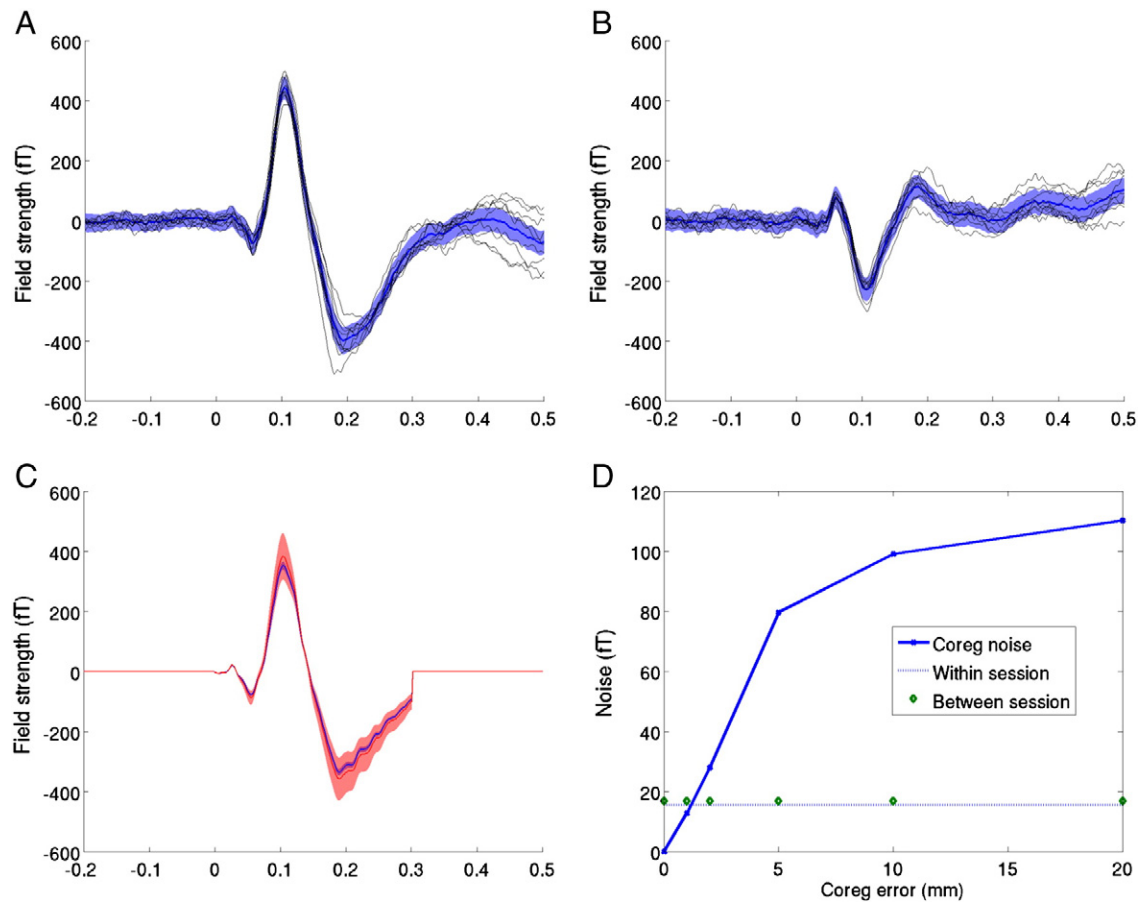 A
600
400
200
0
-200
-400
-600
Field strength (fT)
-0.2 -0.1 0 0.1 0.2 0.3 0.4 0.5
B
600
400
200
0
-200
-400
-600
Field strength (fT)
-0.2 -0.1 0 0.1 0.2 0.3 0.4 0.5
C
600
400
200
0
-200
-400
-600
Field strength (fT)
-0.2 -0.1 0 0.1 0.2 0.3 0.4 0.5
D
120
100
80
60
40
20
0
Noise (fT)
Coreg noise
Within session
Between session
0 5 10 15 20
Coreg error (mm)